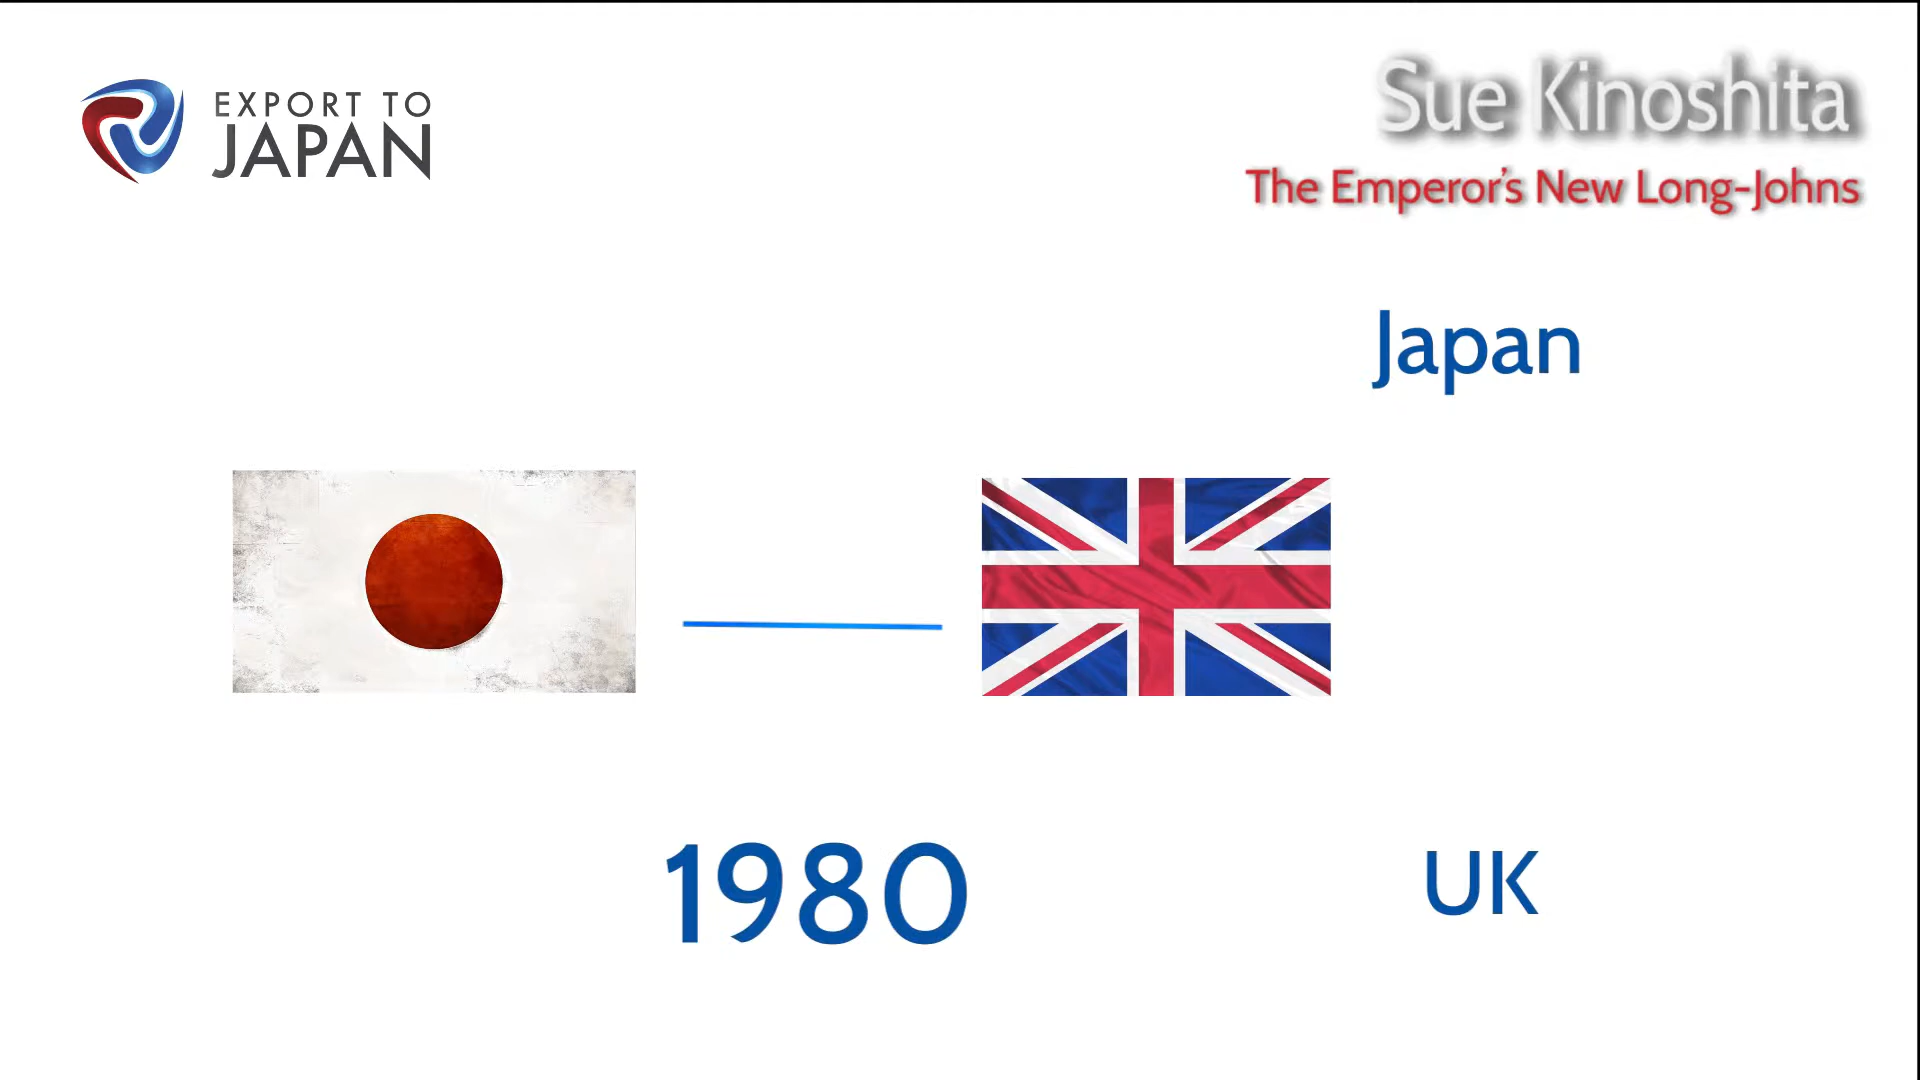 EXPORT TO
JAPAN
Sue Kinoshita
The Emperor's New Long-Johns
Japan
1980
UK